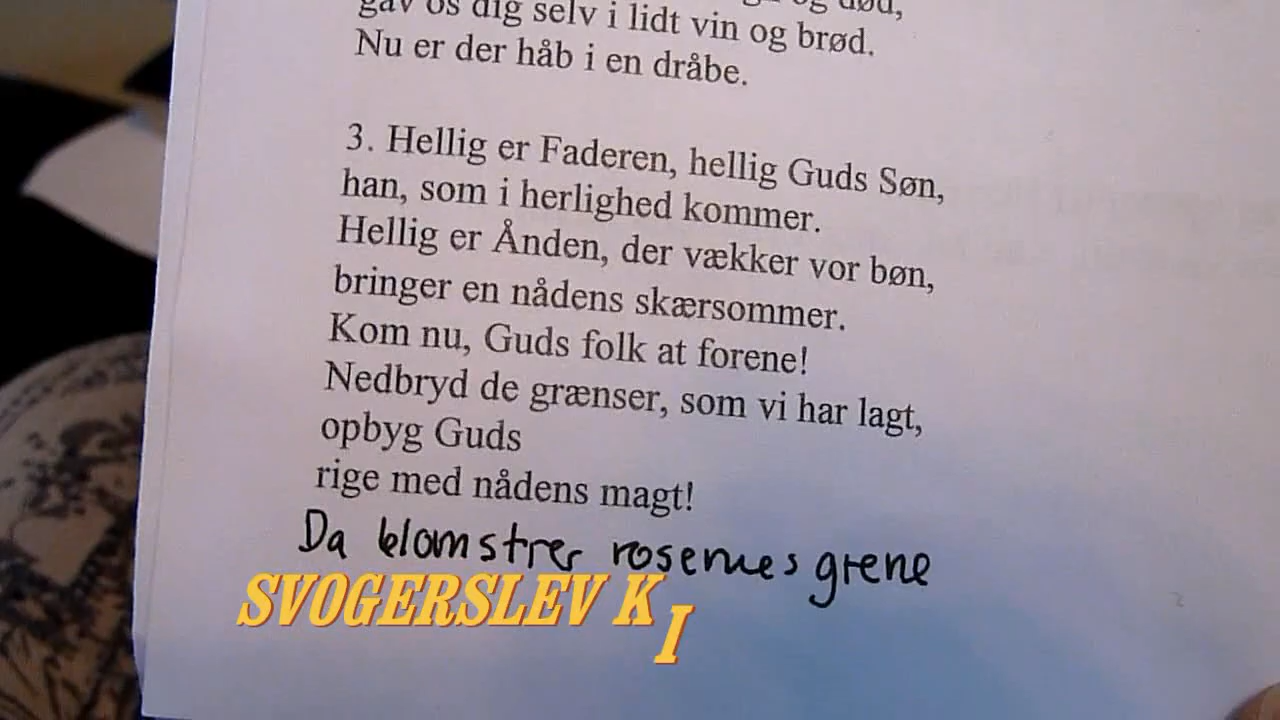 gav os dig selv i lidt vin og brød.
Nu er der håb i en dråbe.
3. Hellig er Faderen, hellig Guds Søn,
han, som i herlighed kommer.
Hellig er Ånden, der vækker vor bøn,
bringer en nådens skærsommer.
Kom nu, Guds folk at forene!
Nedbryd de grænser, som vi har lagt,
opbyg Guds
rige med nådens magt!
Da blomstrer rosernes grene
SVOGERSLEV K
I